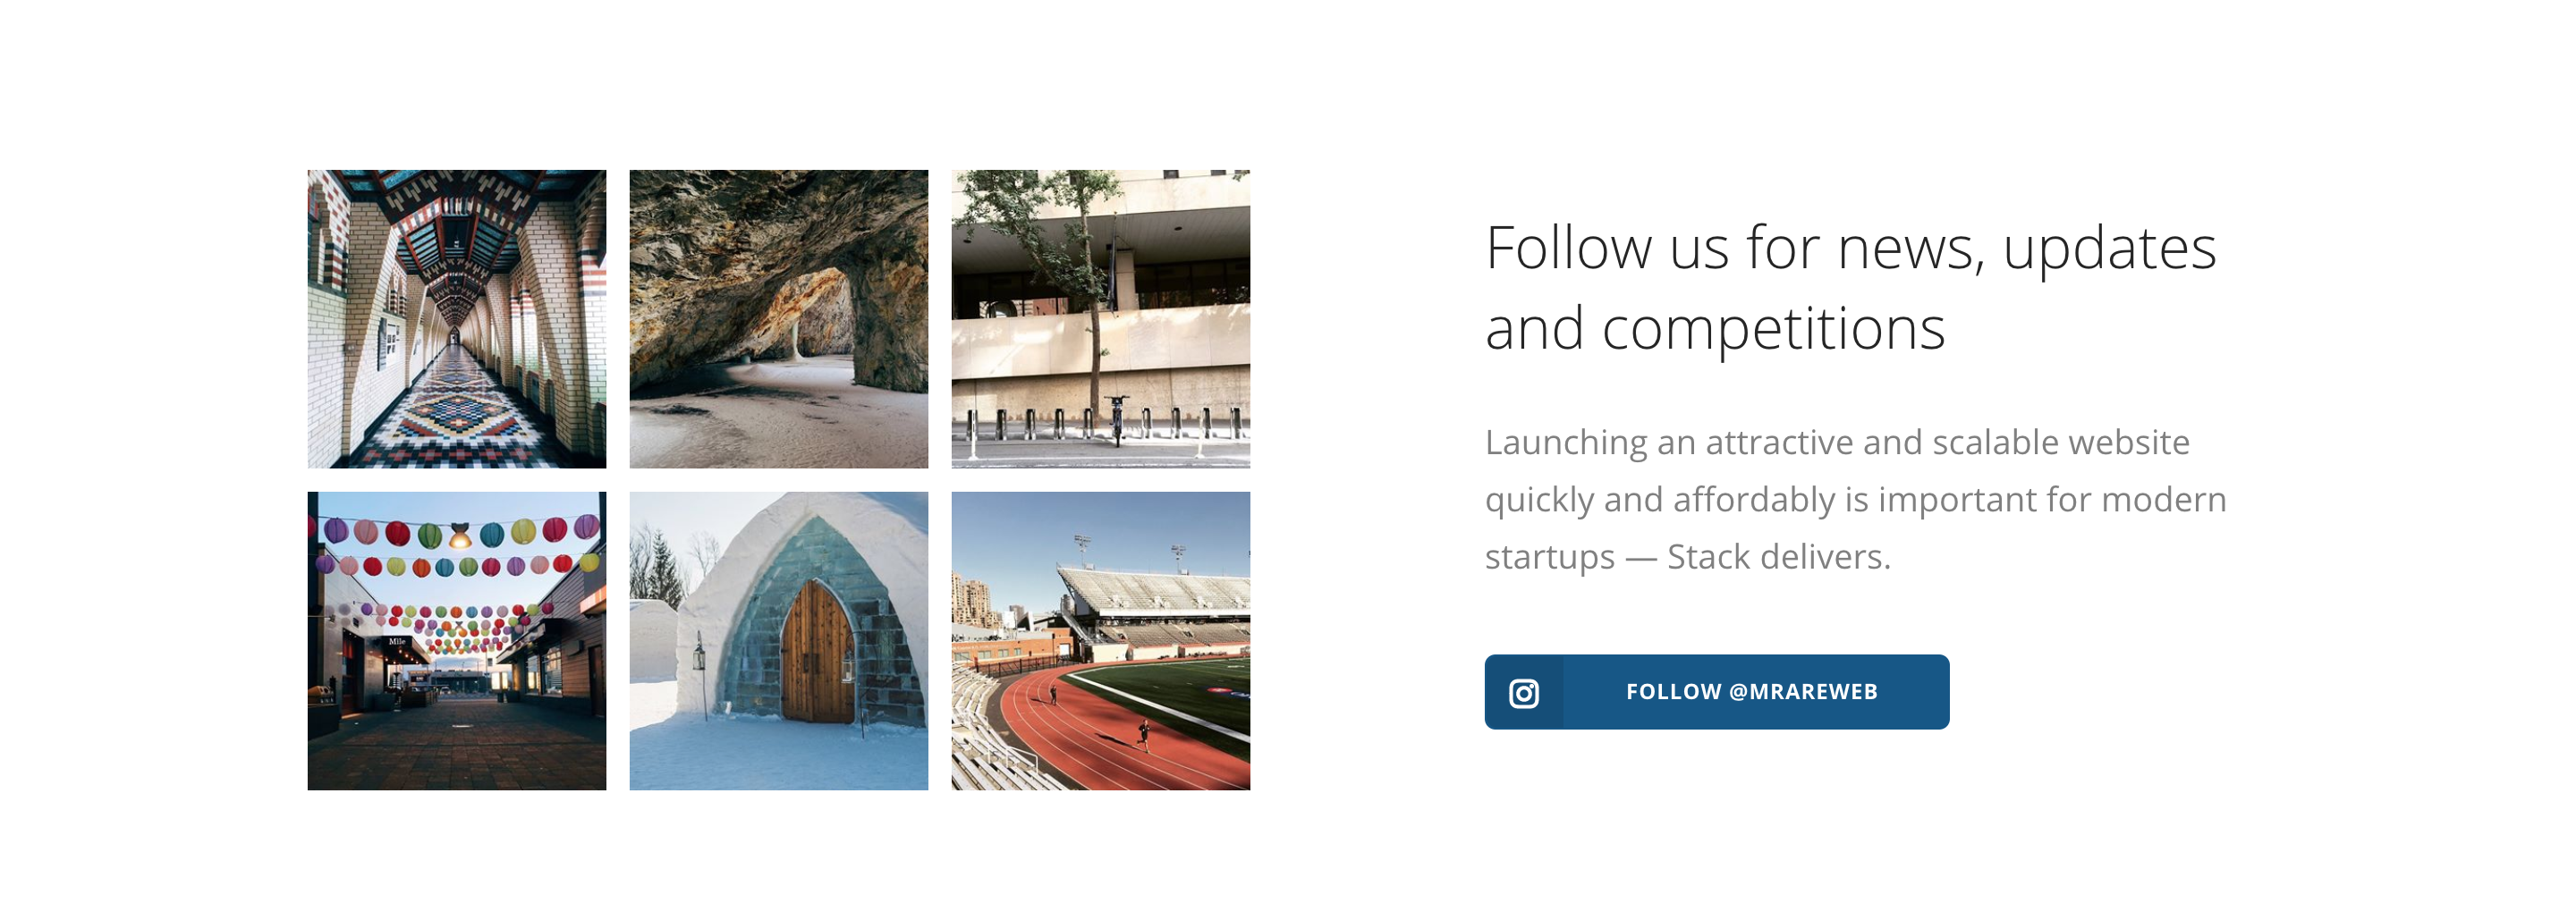 Follow us for news, updates
and competitions
Launching an attractive and scalable website
quickly and affordably is important for modern
startups — Stack delivers.
FOLLOW @MRAREWEB
Mile